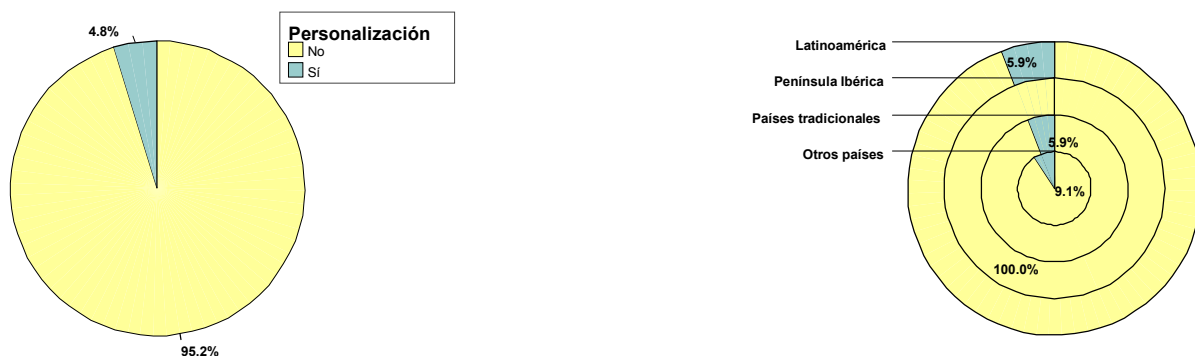 4.8%
Personalización
No
Sí
95.2%
Latinoamérica
5.9%
Península Ibérica
Países tradicionales
5.9%
Otros países
9.1%
100.0%